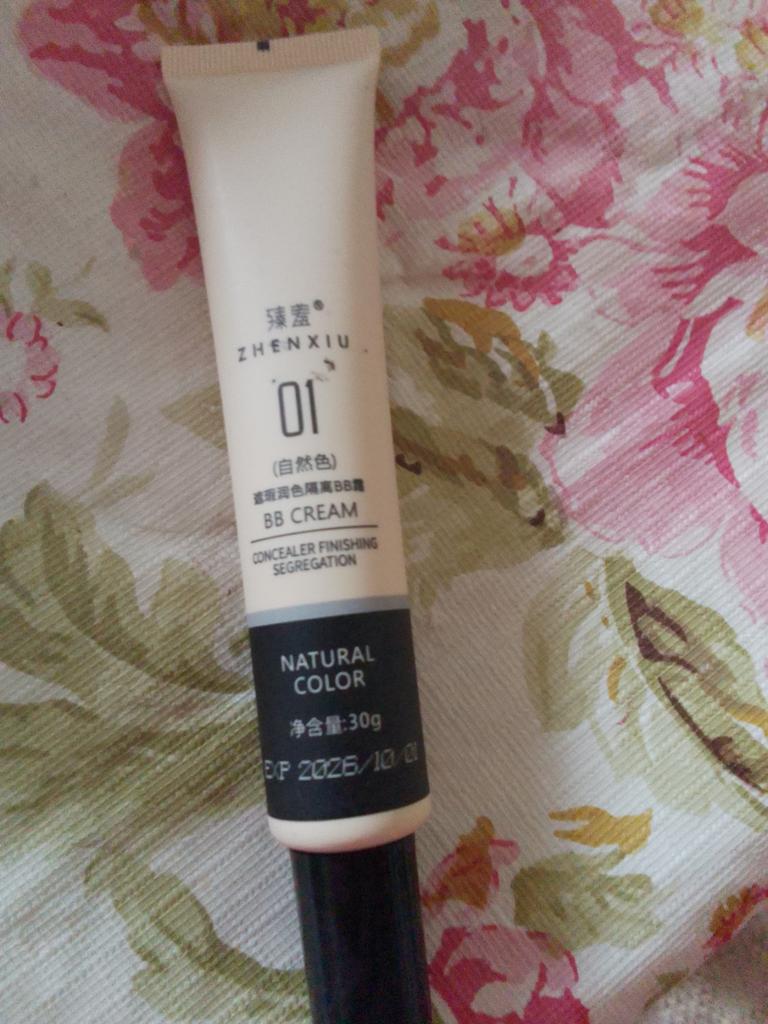 臻羞®
ZHENXIU
01
(自然色)
遮瑕润色隔离BB霜
BB CREAM
CONCEALER FINISHING
SEGREGATION
NATURAL
COLOR
净含量:30g
EXP 2026/10/01